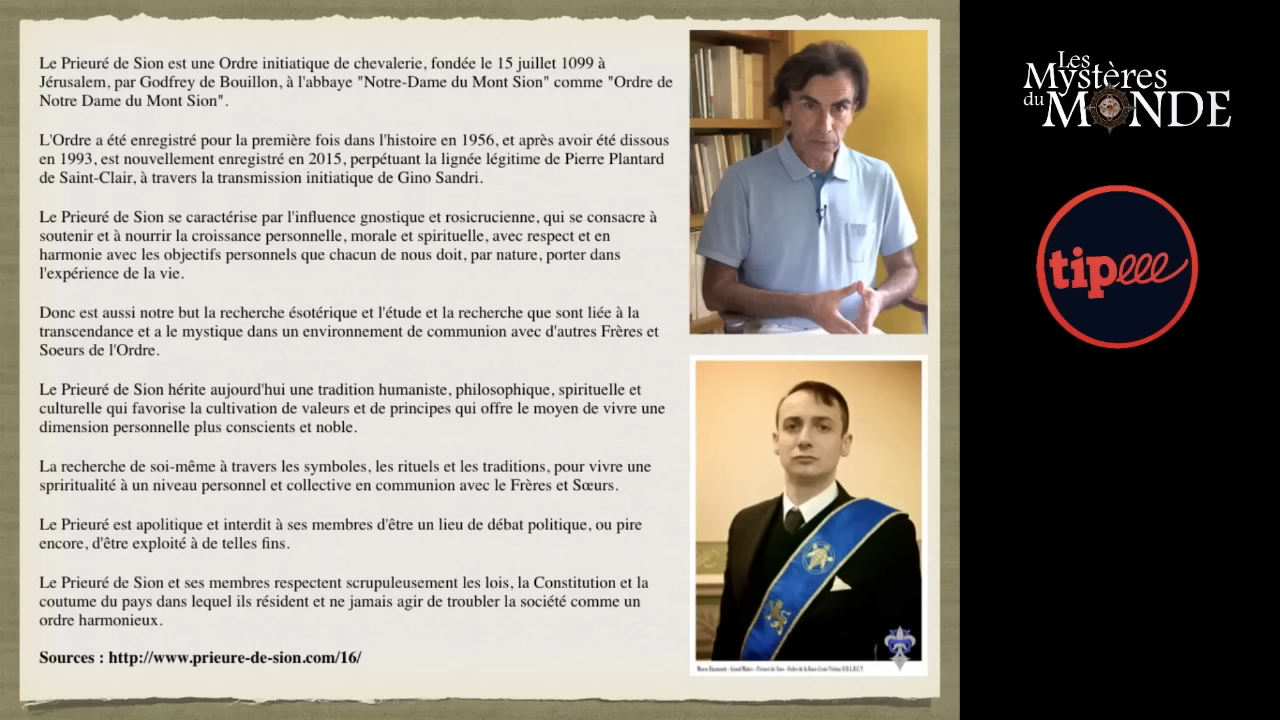 Le Prieuré de Sion est une Ordre initiatique de chevalerie, fondée le 15 juillet 1099 à
Jérusalem, par Godfrey de Bouillon, à l'abbaye "Notre-Dame du Mont Sion" comme "Ordre de
Notre Dame du Mont Sion".
L'Ordre a été enregistré pour la première fois dans l'histoire en 1956, et après avoir été dissous
en 1993, est nouvellement enregistré en 2015, perpétuant la lignée légitime de Pierre Plantard
de Saint-Clair, à travers la transmission initiatique de Gino Sandri.
Le Prieuré de Sion se caractérise par l'influence gnostique et rosicrucienne, qui se consacre à
soutenir et à nourrir la croissance personnelle, morale et spirituelle, avec respect et en
harmonie avec les objectifs personnels que chacun de nous doit, par nature, porter dans
l'expérience de la vie.
Donc est aussi notre but la recherche ésotérique et l'étude et la recherche que sont liée à la
transcendance et a le mystique dans un environnement de communion avec d'autres Frères et
Soeurs de l'Ordre.
Le Prieuré de Sion hérite aujourd'hui une tradition humaniste, philosophique, spirituelle et
culturelle qui favorise la cultivation de valeurs et de principes qui offre le moyen de vivre une
dimension personnelle plus conscients et noble.
La recherche de soi-même à travers les symboles, les rituels et les traditions, pour vivre une
spriritualité à un niveau personnel et collective en communion avec le Frères et Sœurs.
Le Prieuré est apolitique et interdit à ses membres d'être un lieu de débat politique, ou pire
encore, d'être exploité à de telles fins.
Le Prieuré de Sion et ses membres respectent scrupuleusement les lois, la Constitution et la
coutume du pays dans lequel ils résident et ne jamais agir de troubler la société comme un
ordre harmonieux.
Sources : http://www.prieure-de-sion.com/16/
Les
Mystères
du MONDE
tipeee